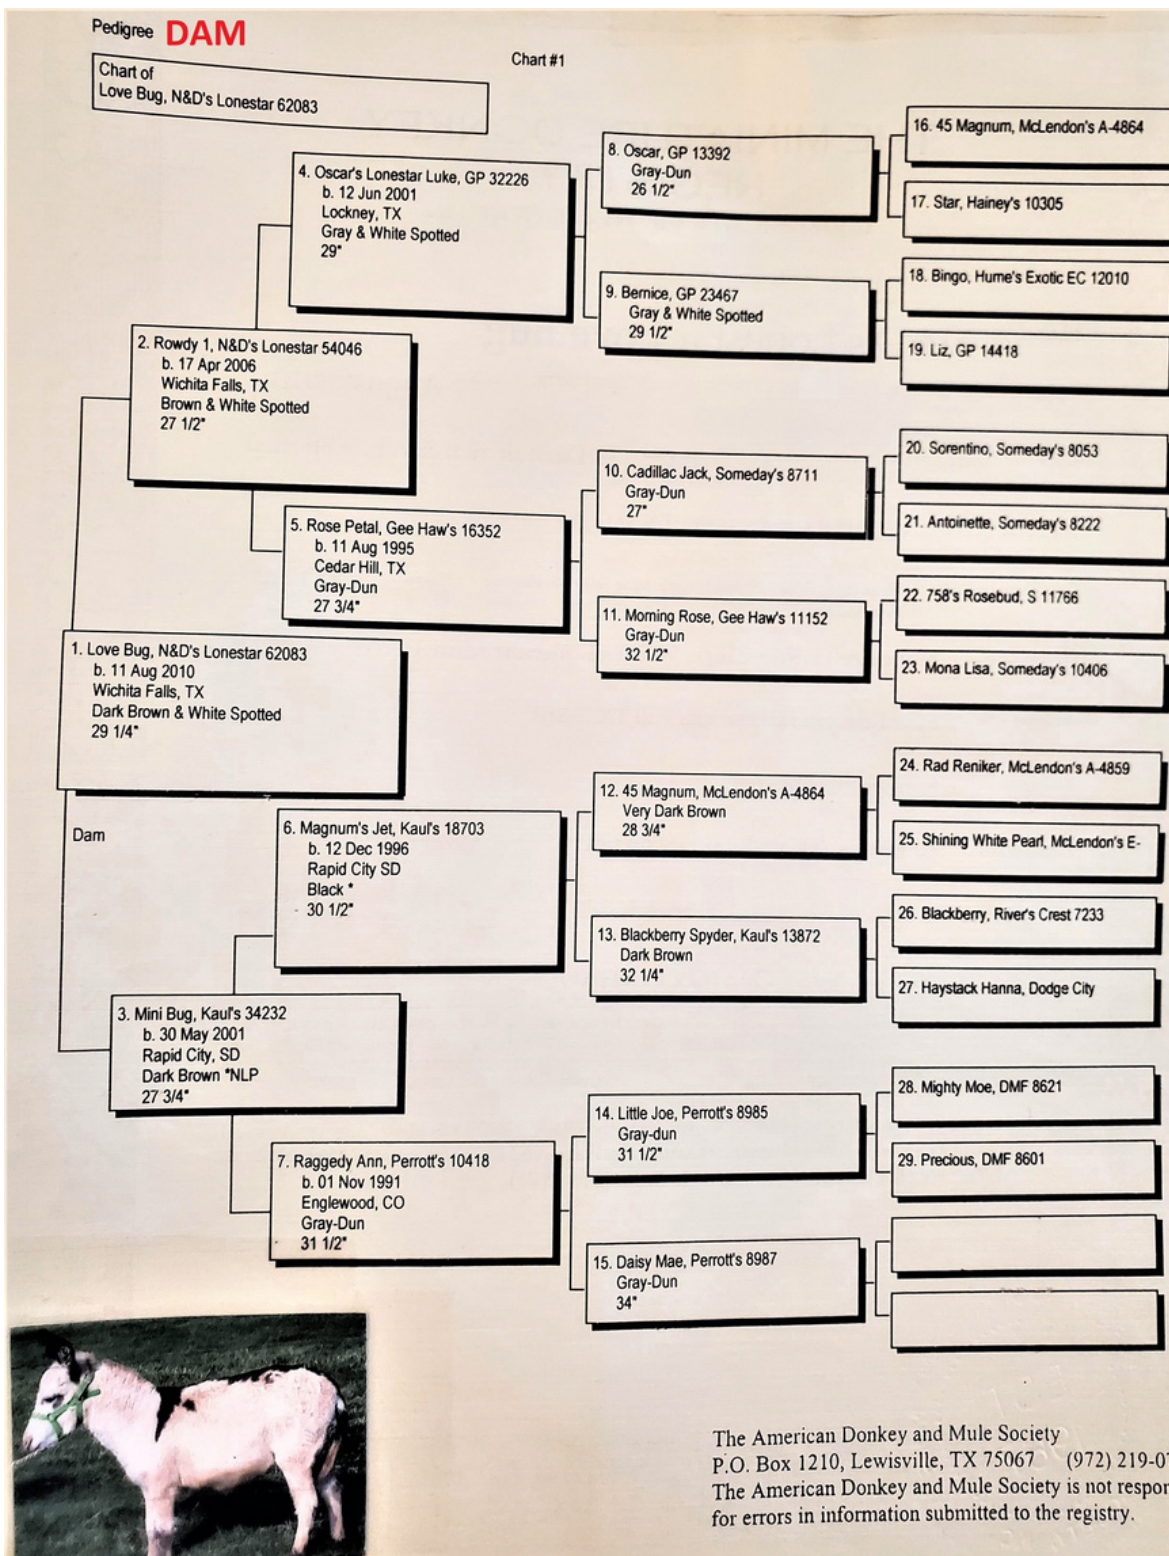 Pedigree DAM
Chart #1
Chart of
Love Bug, N&D's Lonestar 62083
1. Love Bug, N&D's Lonestar 62083
b. 11 Aug 2010
Wichita Falls, TX
Dark Brown & White Spotted
29 1/4"
Dam
2. Rowdy 1, N&D's Lonestar 54046
b. 17 Apr 2006
Wichita Falls, TX
Brown & White Spotted
27 1/2"
3. Mini Bug, Kaul's 34232
b. 30 May 2001
Rapid City, SD
Dark Brown *NLP
27 3/4"
4. Oscar's Lonestar Luke, GP 32226
b. 12 Jun 2001
Lockney, TX
Gray & White Spotted
29"
5. Rose Petal, Gee Haw's 16352
b. 11 Aug 1995
Cedar Hill, TX
Gray-Dun
27 3/4"
6. Magnum's Jet, Kaul's 18703
b. 12 Dec 1996
Rapid City SD
Black *
30 1/2"
7. Raggedy Ann, Perrott's 10418
b. 01 Nov 1991
Englewood, CO
Gray-Dun
31 1/2"
8. Oscar, GP 13392
Gray-Dun
26 1/2"
9. Bernice, GP 23467
Gray & White Spotted
29 1/2"
10. Cadillac Jack, Someday's 8711
Gray-Dun
27"
11. Morning Rose, Gee Haw's 11152
Gray-Dun
32 1/2"
12. 45 Magnum, McLendon's A-4864
Very Dark Brown
28 3/4"
13. Blackberry Spyder, Kaul's 13872
Dark Brown
32 1/4"
14. Little Joe, Perrott's 8985
Gray-dun
31 1/2"
15. Daisy Mae, Perrott's 8987
Gray-Dun
34"
16. 45 Magnum, McLendon's A-4864
17. Star, Hainey's 10305
18. Bingo, Hume's Exotic EC 12010
19. Liz, GP 14418
20. Sorentino, Someday's 8053
21. Antoinette, Someday's 8222
22. 758's Rosebud, S 11766
23. Mona Lisa, Someday's 10406
24. Rad Reniker, McLendon's A-4859
25. Shining White Pearl, McLendon's E-
26. Blackberry, River's Crest 7233
27. Haystack Hanna, Dodge City
28. Mighty Moe, DMF 8621
29. Precious, DMF 8601
The American Donkey and Mule Society
P.O. Box 1210, Lewisville, TX 75067 (972) 219-07
The American Donkey and Mule Society is not respon
for errors in information submitted to the registry.